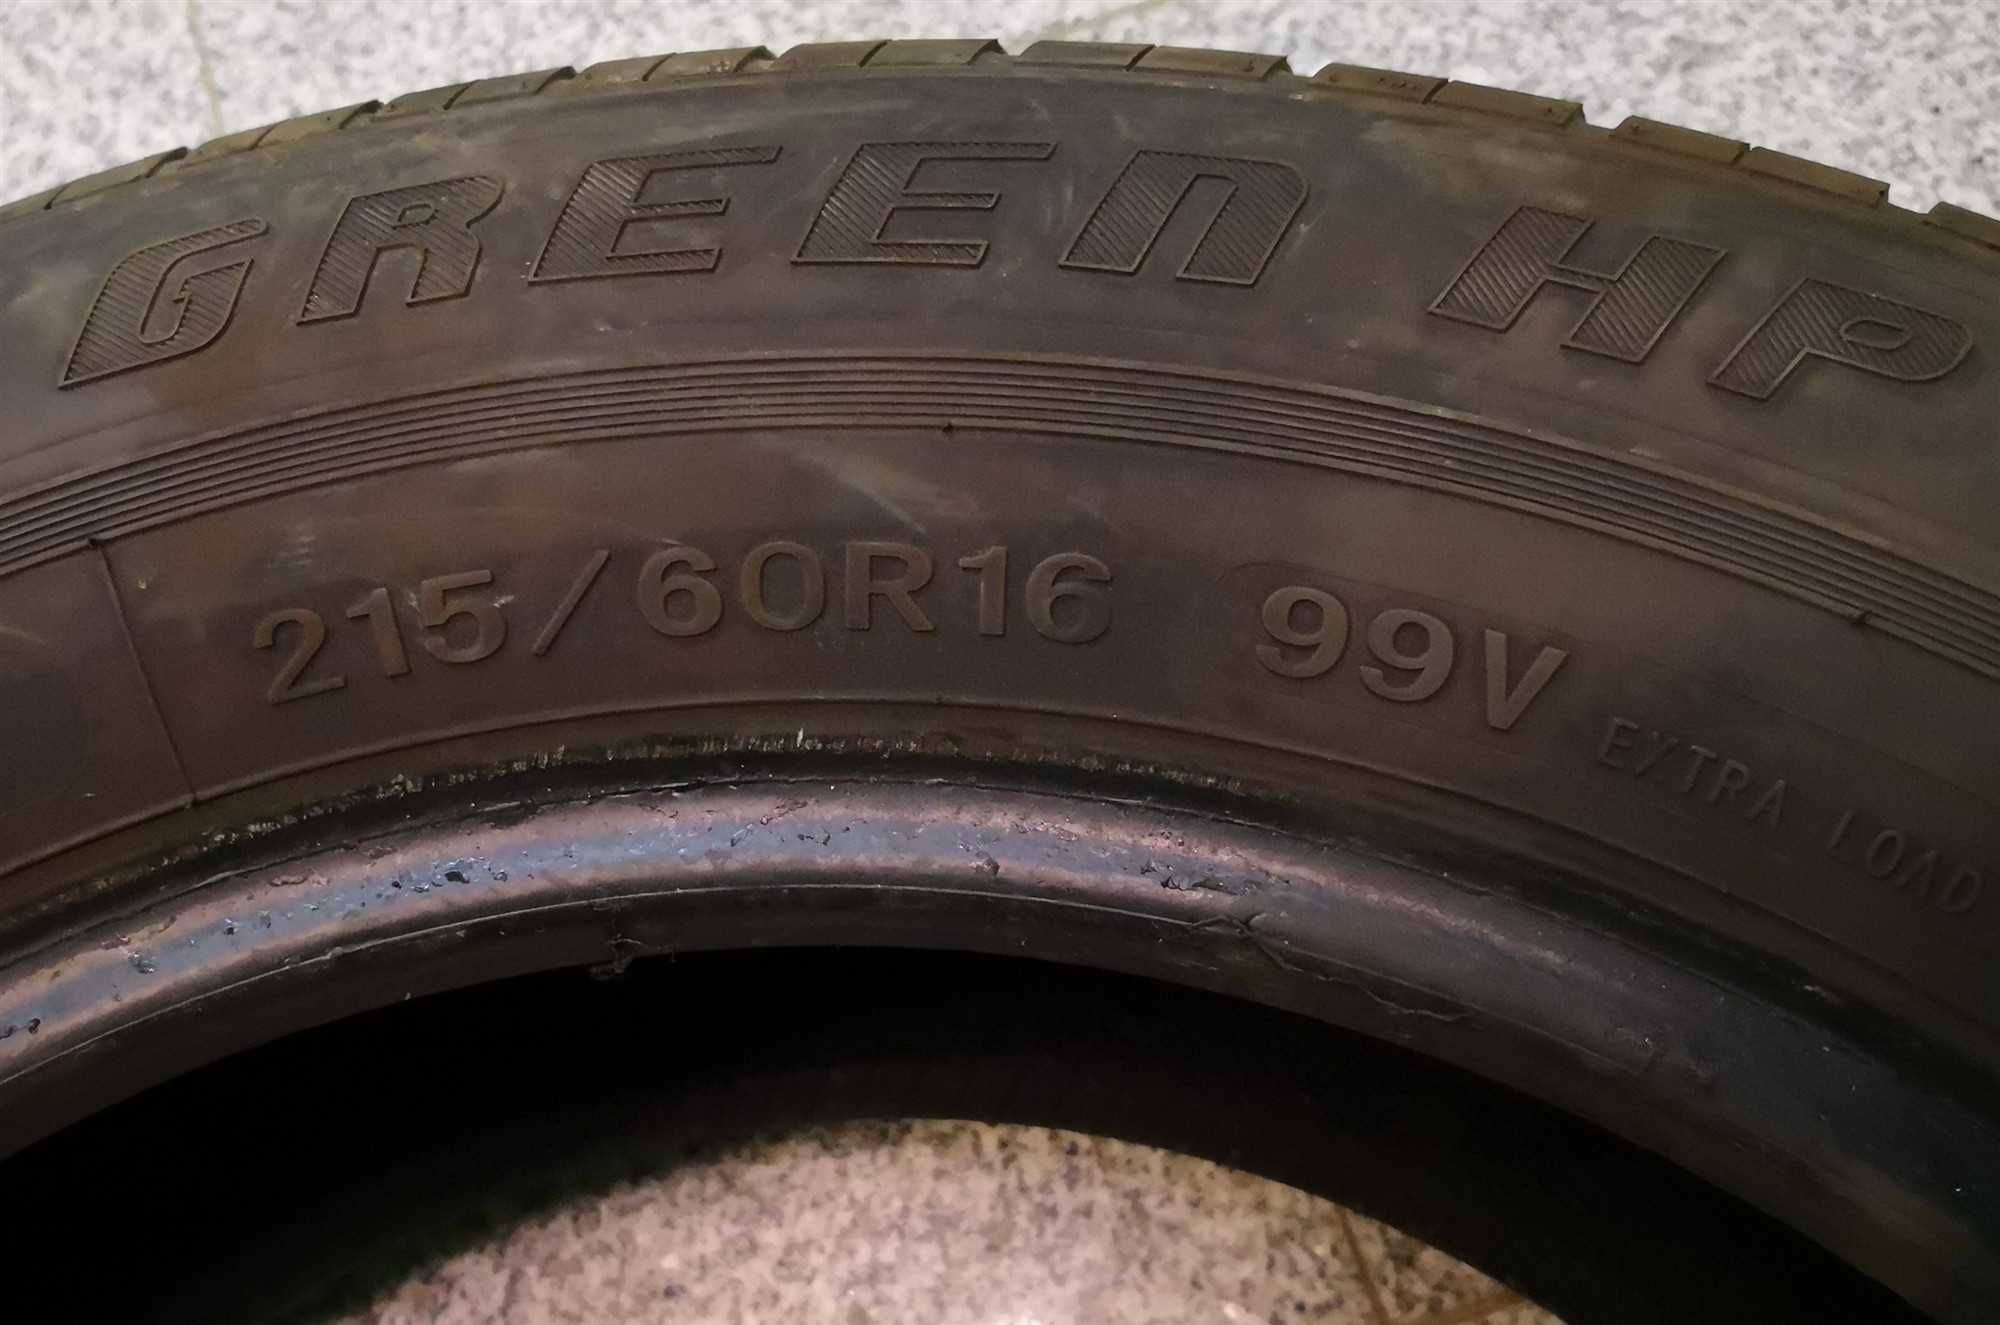 GREEN HP
215/60R16 99V EXTRA LOAD